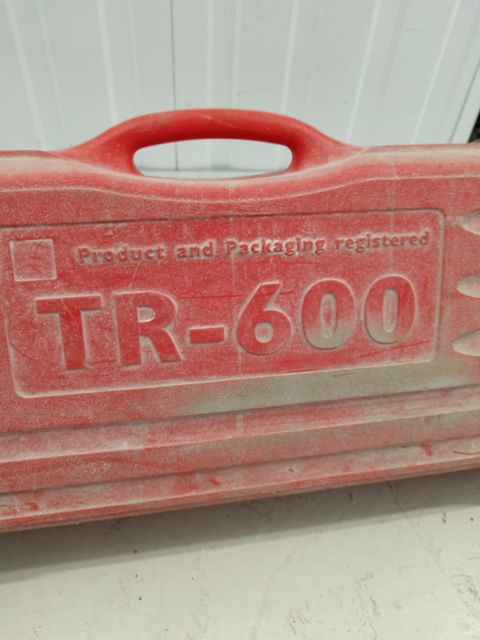 Product and Packaging registered
TR-600